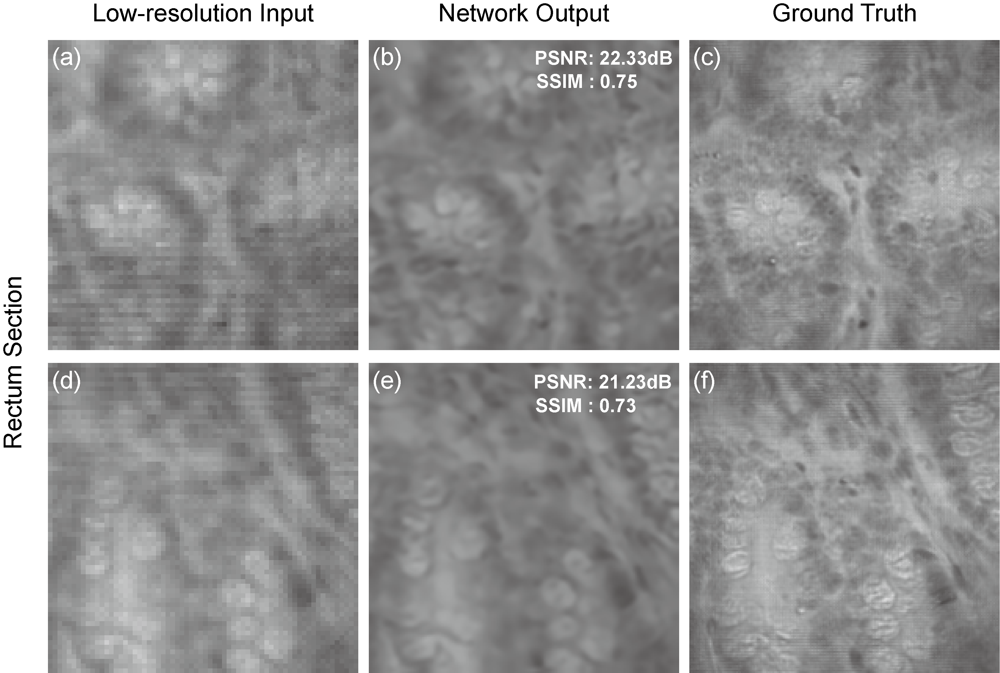 Low-resolution Input
Network Output
Ground Truth
Rectum Section
(a)
(b)
PSNR: 22.33dB
SSIM : 0.75
(c)
(d)
(e)
PSNR: 21.23dB
SSIM : 0.73
(f)